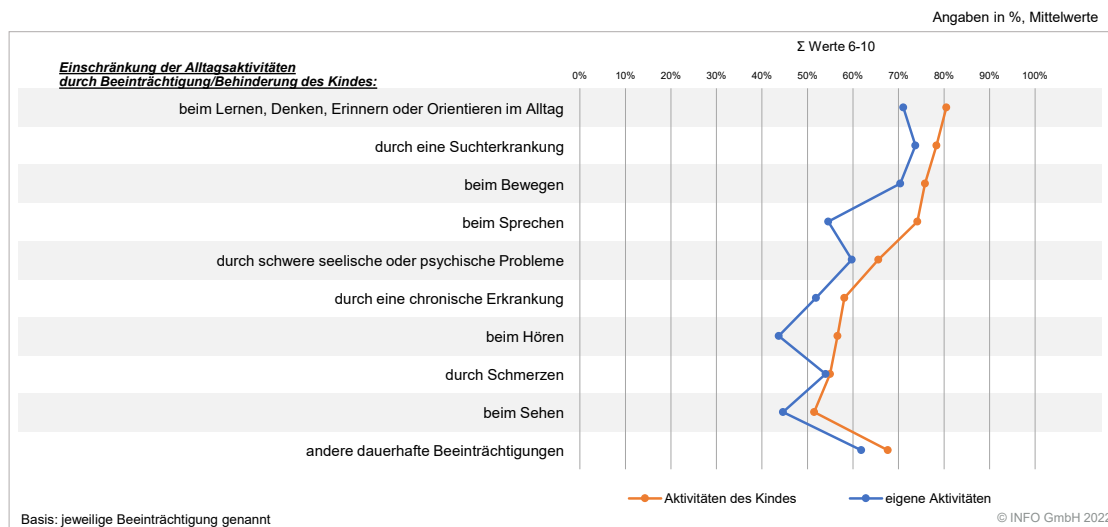 Angaben in %, Mittelwerte
Σ Werte 6-10
Einschränkung der Alltagsaktivitäten
durch Beeinträchtigung/Behinderung des Kindes:
0% 10% 20% 30% 40% 50% 60% 70% 80% 90% 100%
beim Lernen, Denken, Erinnern oder Orientieren im Alltag
durch eine Suchterkrankung
beim Bewegen
beim Sprechen
durch schwere seelische oder psychische Probleme
durch eine chronische Erkrankung
beim Hören
durch Schmerzen
beim Sehen
andere dauerhafte Beeinträchtigungen
Aktivitäten des Kindes eigene Aktivitäten
Basis: jeweilige Beeinträchtigung genannt
© INFO GmbH 2022